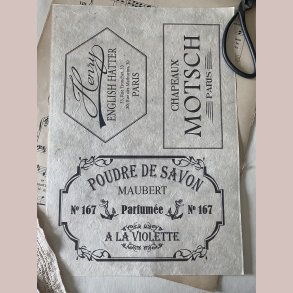 Henry
ENGLISH HATTER
PARIS
CHAPEAUX
MOTSCH
PARIS
POUDRE DE SAVON
MAUBERT
Nº 167 Parfumée Nº 167
A LA VIOLETTE